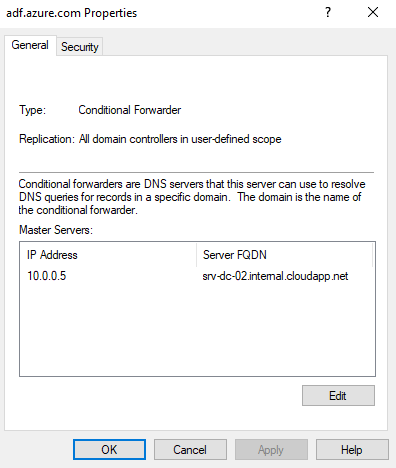 adf.azure.com Properties
General
Security
Type: Conditional Forwarder
Replication: All domain controllers in user-defined scope
Conditional forwarders are DNS servers that this server can use to resolve
DNS queries for records in a specific domain.  The domain is the name of
the conditional forwarder.
Master Servers:
IP Address Server FQDN
10.0.0.5 srv-dc-02.internal.cloudapp.net
Edit
OK Cancel Apply Help